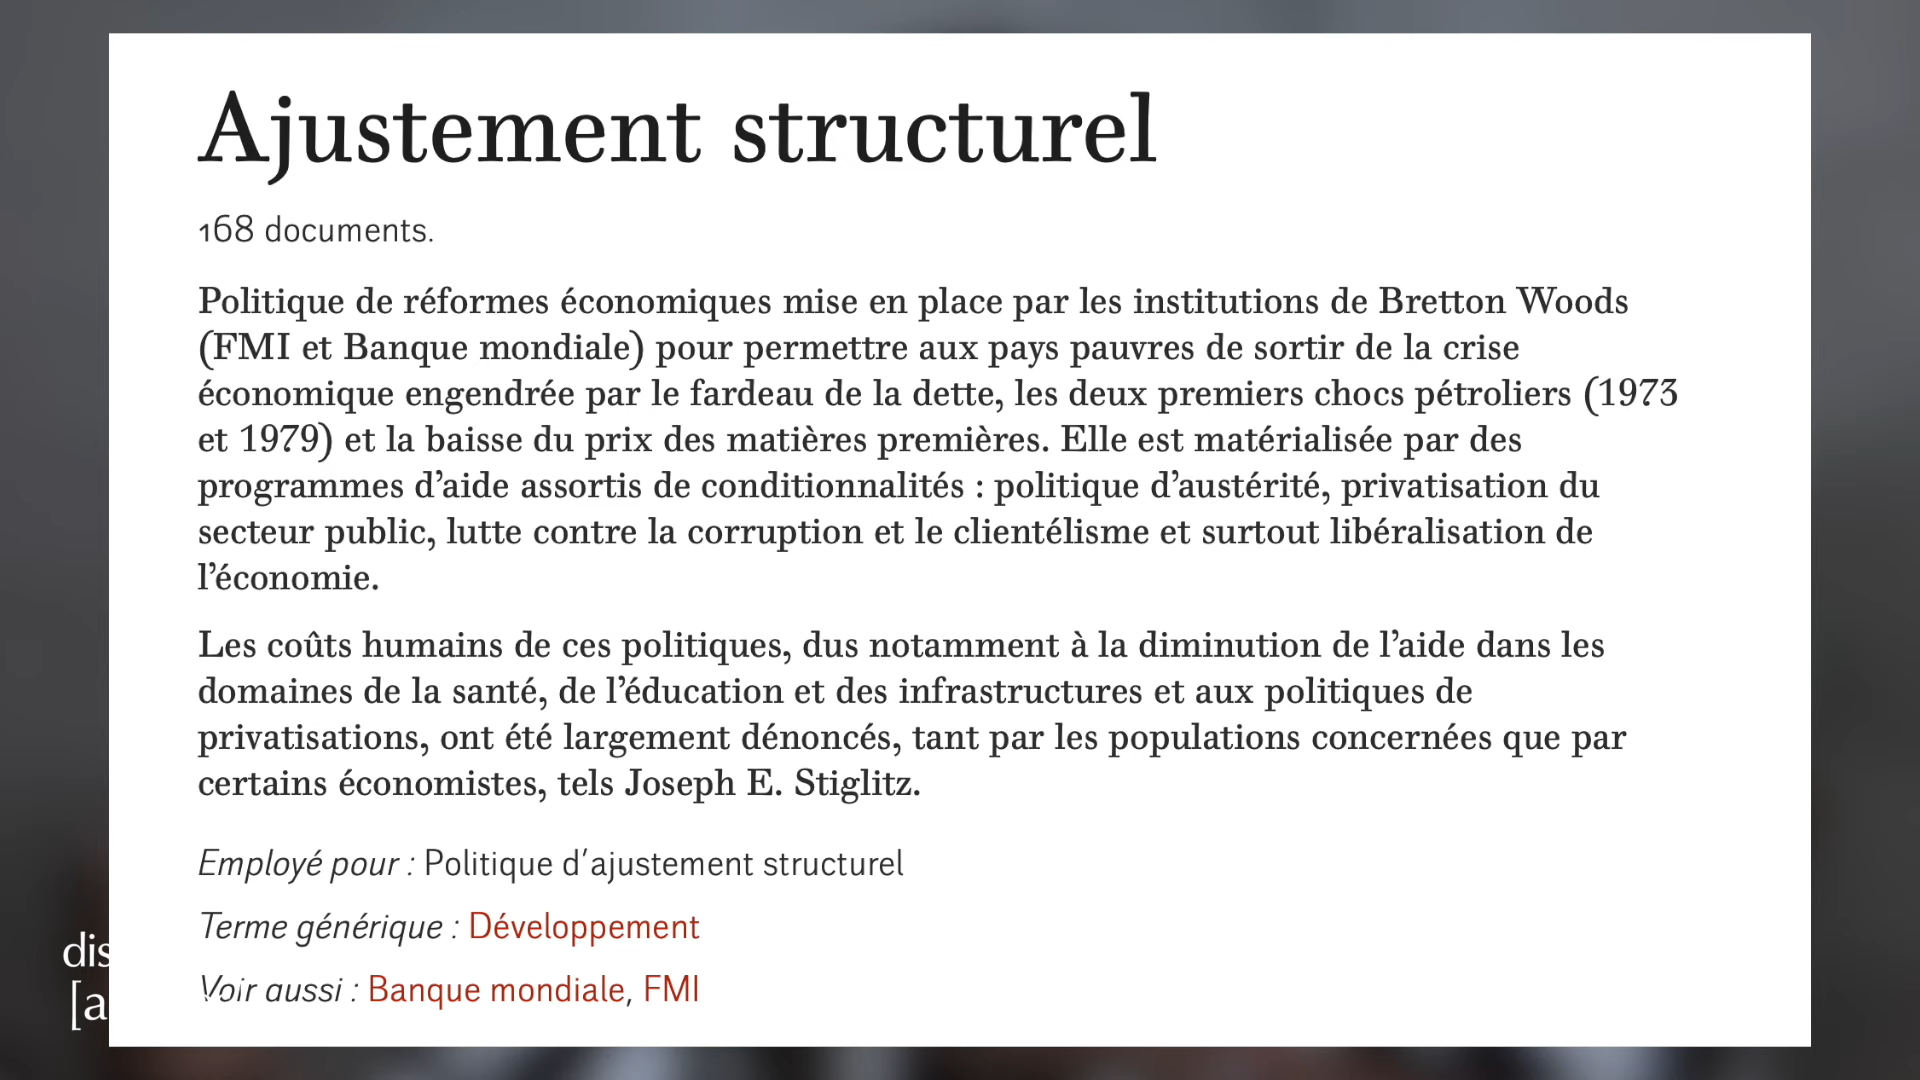 Ajustement structurel
168 documents.
Politique de réformes économiques mise en place par les institutions de Bretton Woods
(FMI et Banque mondiale) pour permettre aux pays pauvres de sortir de la crise
économique engendrée par le fardeau de la dette, les deux premiers chocs pétroliers (1973
et 1979) et la baisse du prix des matières premières. Elle est matérialisée par des
programmes d’aide assortis de conditionnalités : politique d’austérité, privatisation du
secteur public, lutte contre la corruption et le clientélisme et surtout libéralisation de
l’économie.
Les coûts humains de ces politiques, dus notamment à la diminution de l’aide dans les
domaines de la santé, de l’éducation et des infrastructures et aux politiques de
privatisations, ont été largement dénoncés, tant par les populations concernées que par
certains économistes, tels Joseph E. Stiglitz.
Employé pour : Politique d’ajustement structurel
Terme générique : Développement
Voir aussi : Banque mondiale, FMI
dis
[a